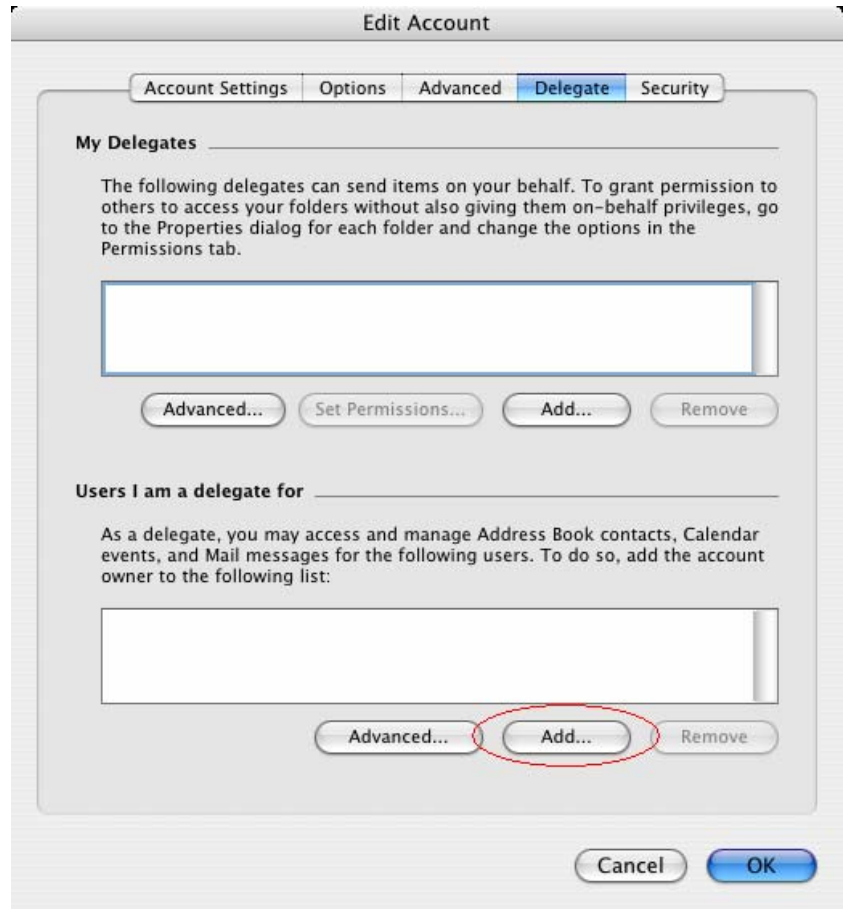 Edit Account
Account Settings Options Advanced Delegate Security
My Delegates
The following delegates can send items on your behalf. To grant permission to
others to access your folders without also giving them on-behalf privileges, go
to the Properties dialog for each folder and change the options in the
Permissions tab.
Advanced... Set Permissions... Add... Remove
Users I am a delegate for
As a delegate, you may access and manage Address Book contacts, Calendar
events, and Mail messages for the following users. To do so, add the account
owner to the following list:
Advanced... Add... Remove
Cancel OK